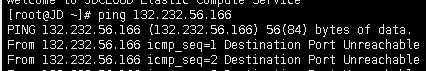 Welcome to JDCLOUD Elastic Compute Service
[root@JD ~]# ping 132.232.56.166
PING 132.232.56.166 (132.232.56.166) 56(84) bytes of data.
From 132.232.56.166 icmp_seq=1 Destination Port Unreachable
From 132.232.56.166 icmp_seq=2 Destination Port Unreachable